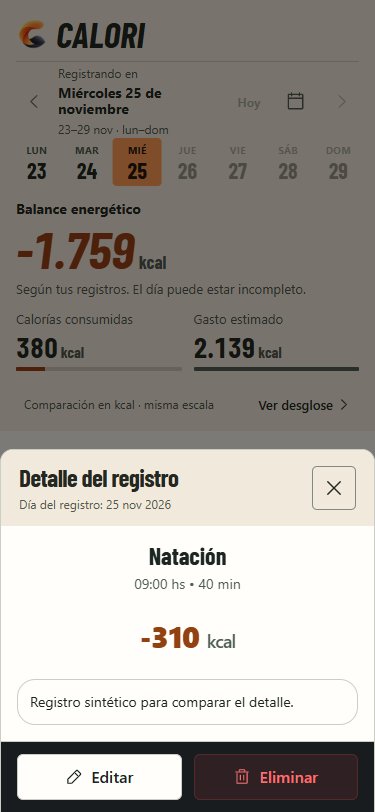 CALORI
Registrando en
Miércoles 25 de
noviembre
23–29 nov · lun–dom
Hoy
LUN MAR MIÉ JUE VIE SÁB DOM
23 24 25 26 27 28 29
Balance energético
-1.759 kcal
Según tus registros. El día puede estar incompleto.
Calorías consumidas Gasto estimado
380 kcal 2.139 kcal
Comparación en kcal · misma escala Ver desglose
Detalle del registro
Día del registro: 25 nov 2026
Natación
09:00 hs • 40 min
-310 kcal
Registro sintético para comparar el detalle.
Editar Eliminar